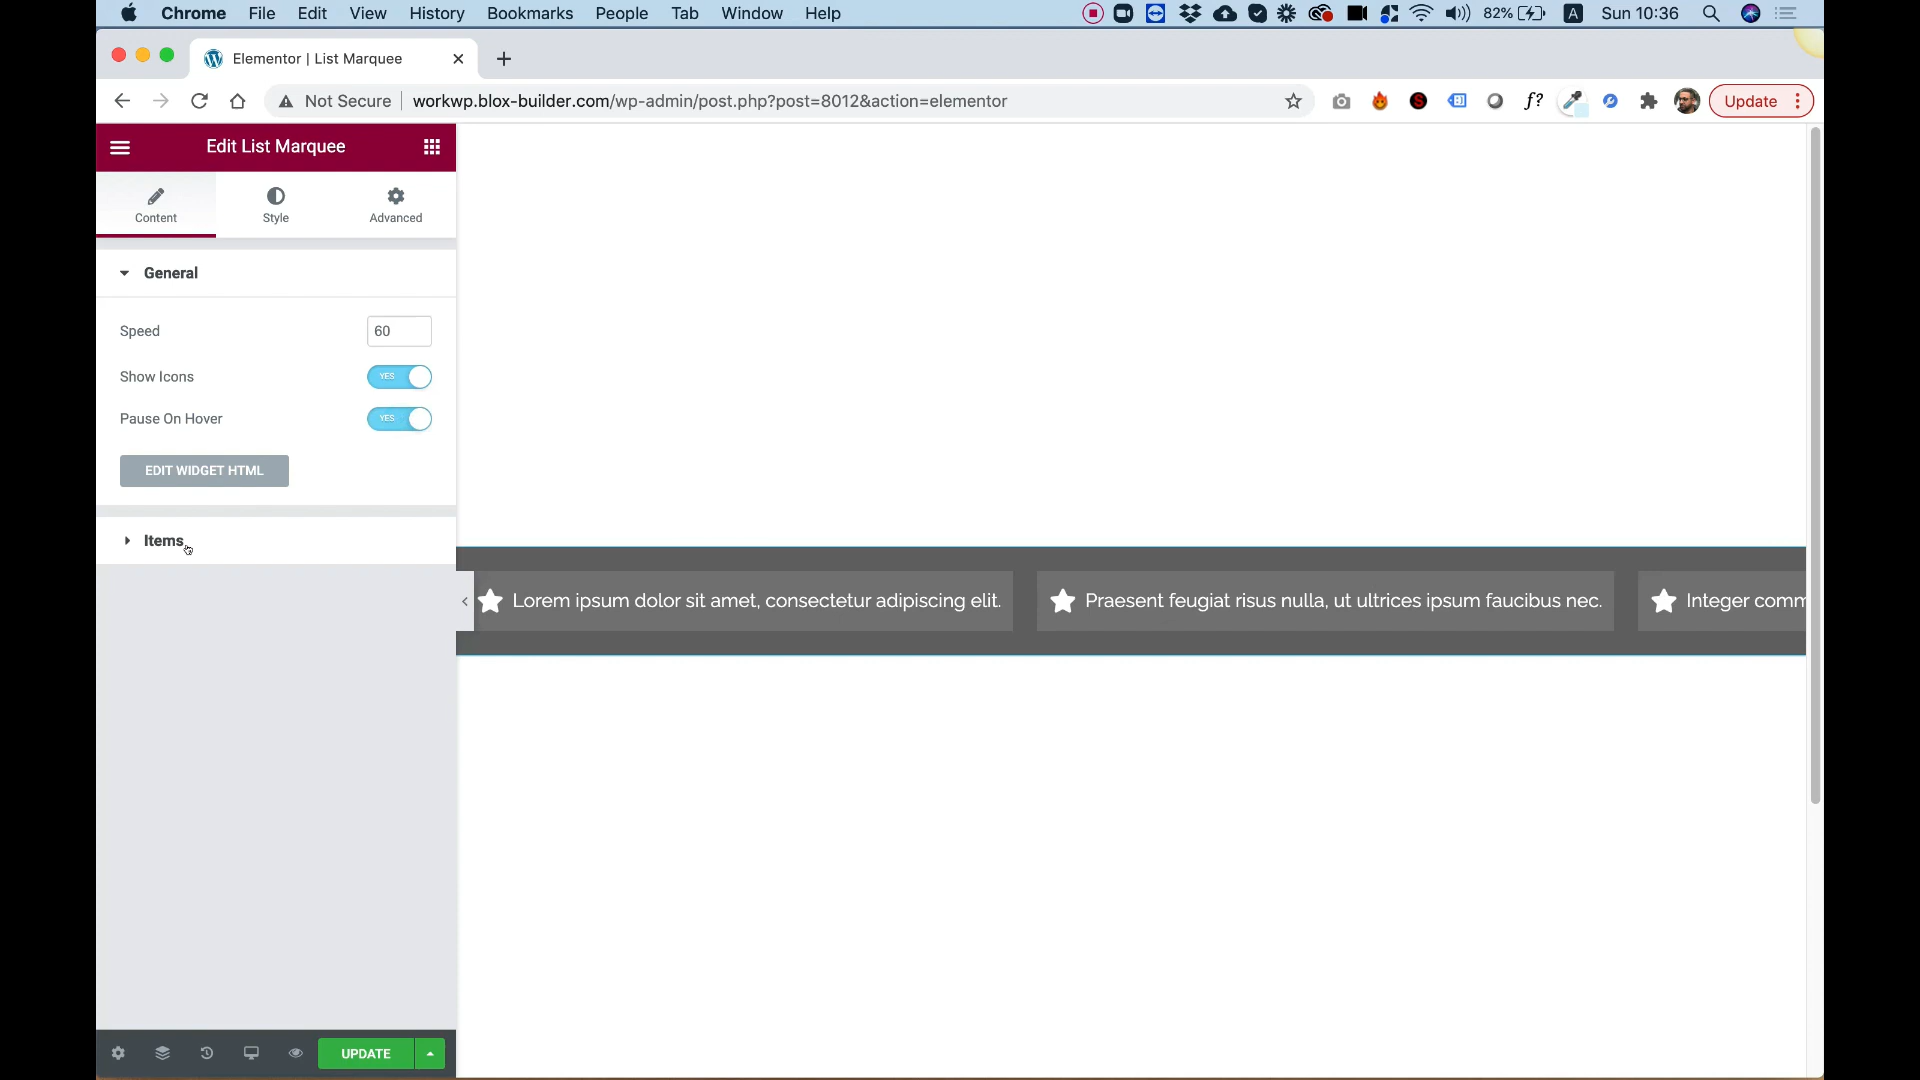 Chrome File Edit View History Bookmarks People Tab Window Help 82% A Sun 10:36
Elementor | List Marquee
Not Secure workwp.blox-builder.com/wp-admin/post.php?post=8012&action=elementor S f? Update
Edit List Marquee
Content Style Advanced
General
Speed 60
Show Icons YES
Pause On Hover YES
EDIT WIDGET HTML
Items
Lorem ipsum dolor sit amet, consectetur adipiscing elit. Praesent feugiat risus nulla, ut ultrices ipsum faucibus nec. Integer comm
UPDATE